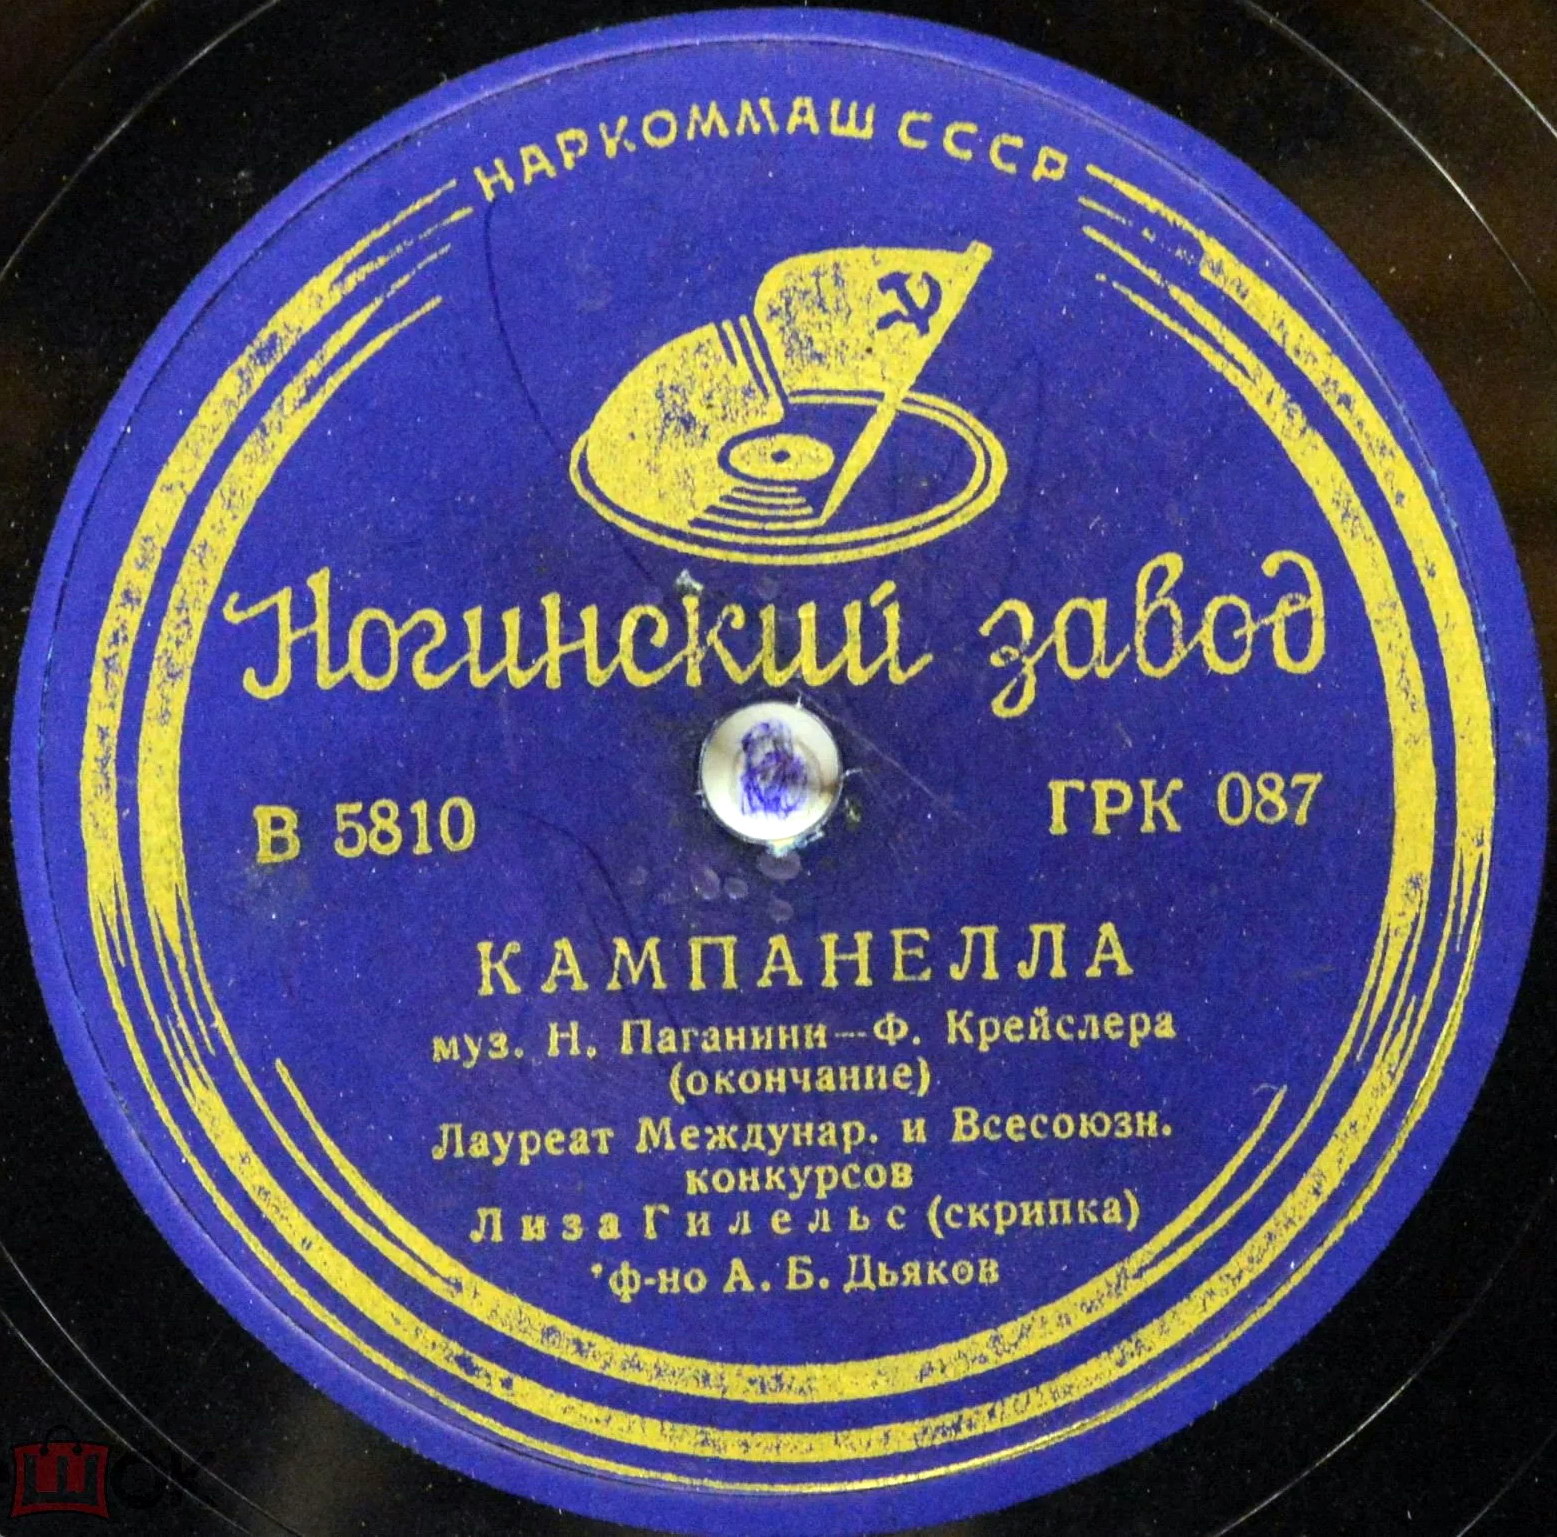 НАРКОММАШ СССР
Ногинский завод
В 5810
ГРК 087
КАМПАНЕЛЛА
муз. Н. Паганини—Ф. Крейслера
(окончание)
Лауреат Междунар. и Всесоюзн.
конкурсов
Лиза Гилельс (скрипка)
ф-но А. Б. Дьяков